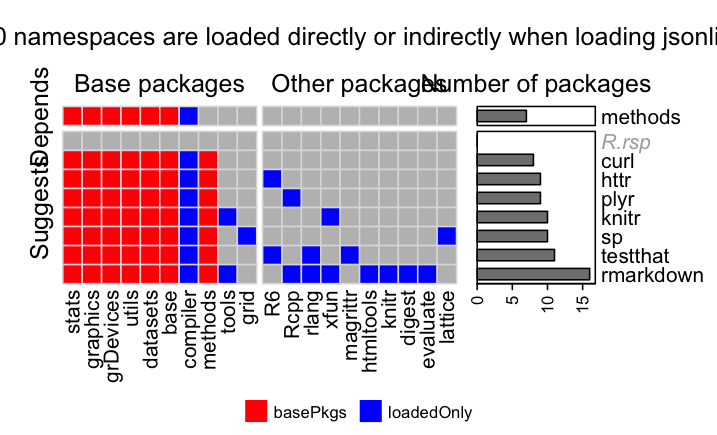 0 namespaces are loaded directly or indirectly when loading jsonli
Base packages
Other packages
Number of packages
Depends
Suggests
methods
R.rsp
curl
httr
plyr
knitr
sp
testthat
rmarkdown
stats
graphics
grDevices
utils
datasets
base
compiler
methods
tools
grid
R6
Rcpp
rlang
xfun
magrittr
htmltools
knitr
digest
evaluate
lattice
0
5
10
15
basePkgs
loadedOnly